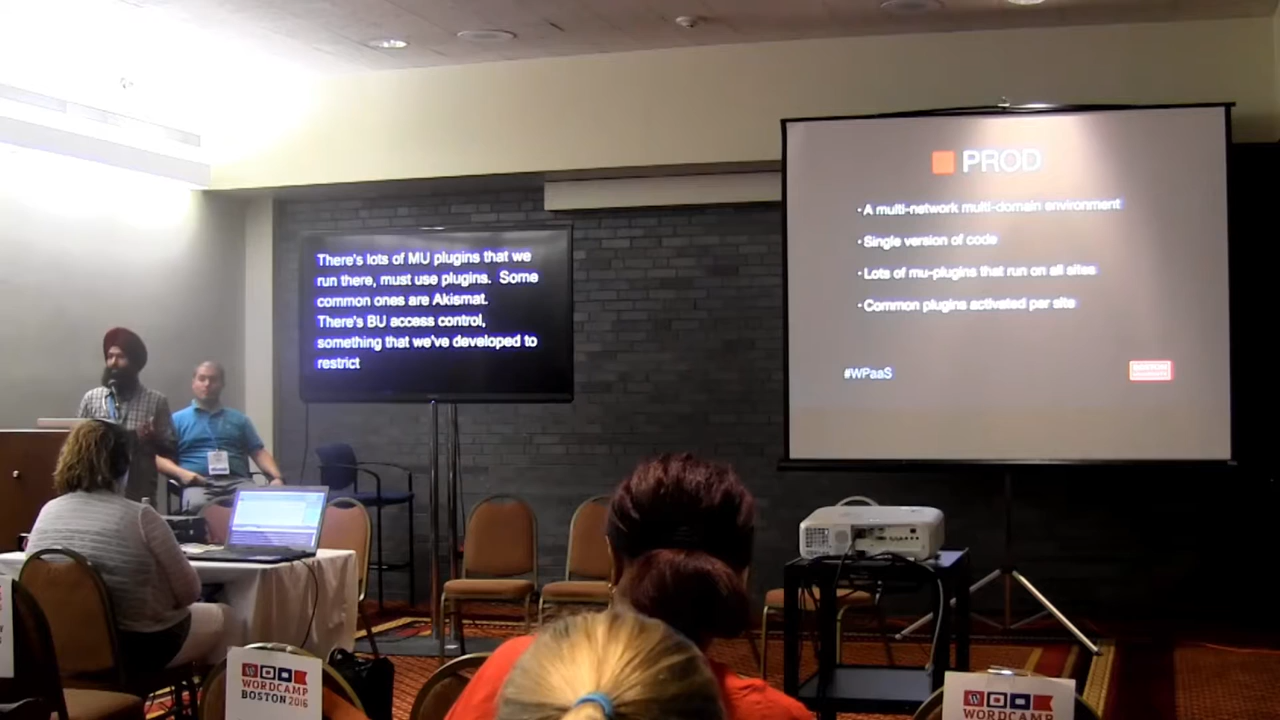 There's lots of MU plugins that we
run there, must use plugins. Some
common ones are Akismat.
There's BU access control,
something that we've developed to
restrict
PROD
· A multi-network multi-domain environment
· Single version of code
· Lots of mu-plugins that run on all sites
· Common plugins activated per site
#WPaaS
BOSTON
WORDCAMP
BOSTON 2016
WORDCAMP